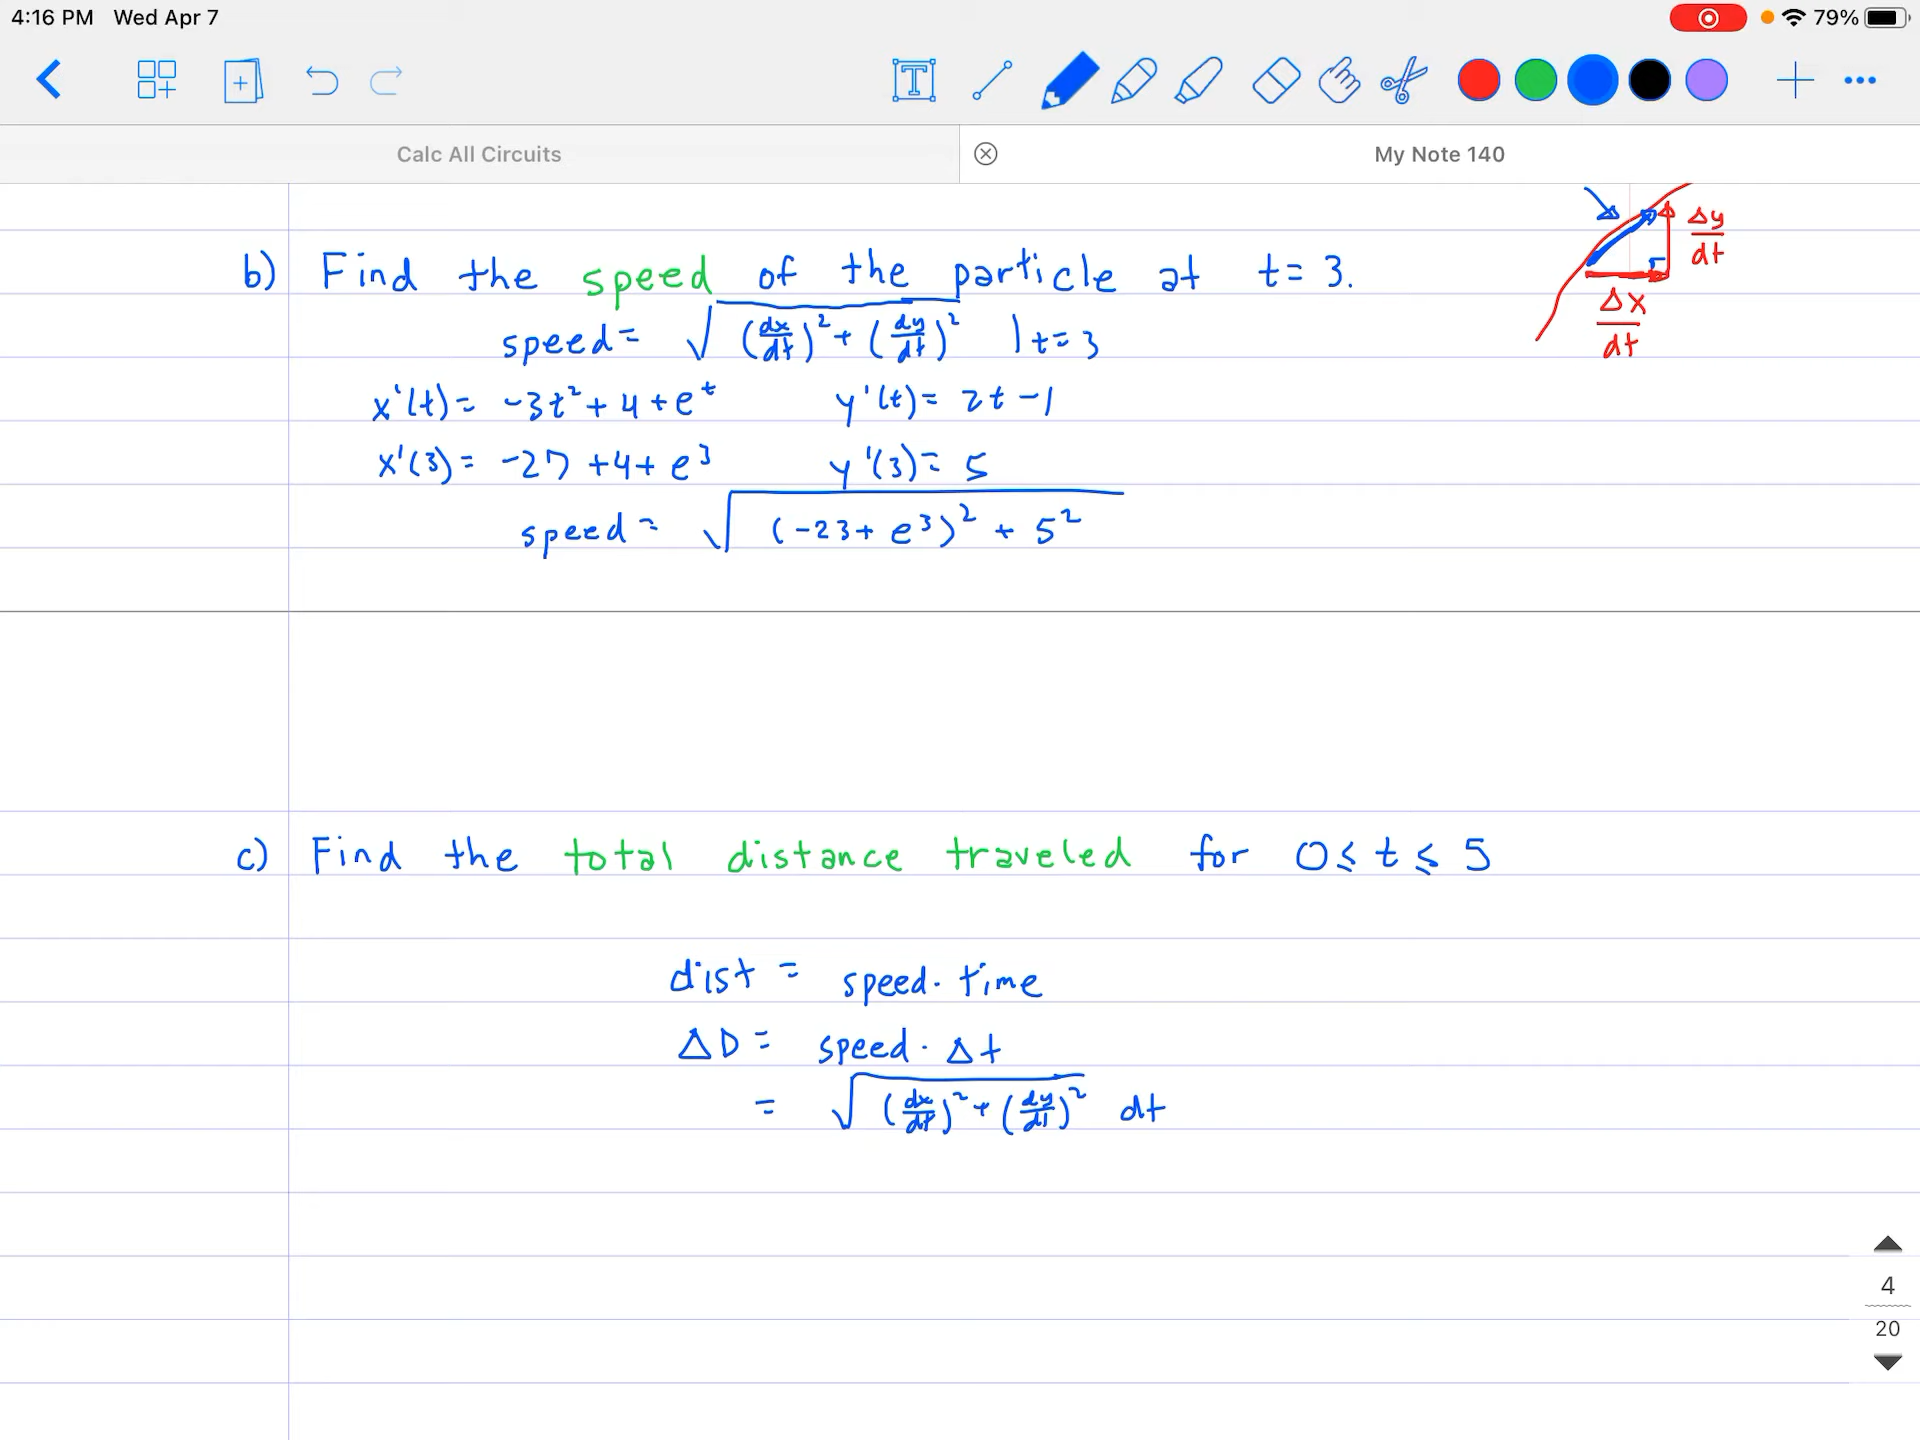 4:16 PM Wed Apr 7 79%
T
Calc All Circuits My Note 140
Δy/dt
b) Find the speed of the particle at t = 3.
Δx/dt
speed = √((dx/dt)² + (dy/dt)²) | t = 3
x'(t) = -3t² + 4 + e^t y'(t) = 2t - 1
x'(3) = -27 + 4 + e³ y'(3) = 5
speed = √((-23 + e³)² + 5²)
c) Find the total distance traveled for 0 ≤ t ≤ 5
dist = speed · time
ΔD = speed · Δt
= √((dx/dt)² + (dy/dt)²) dt
4
20